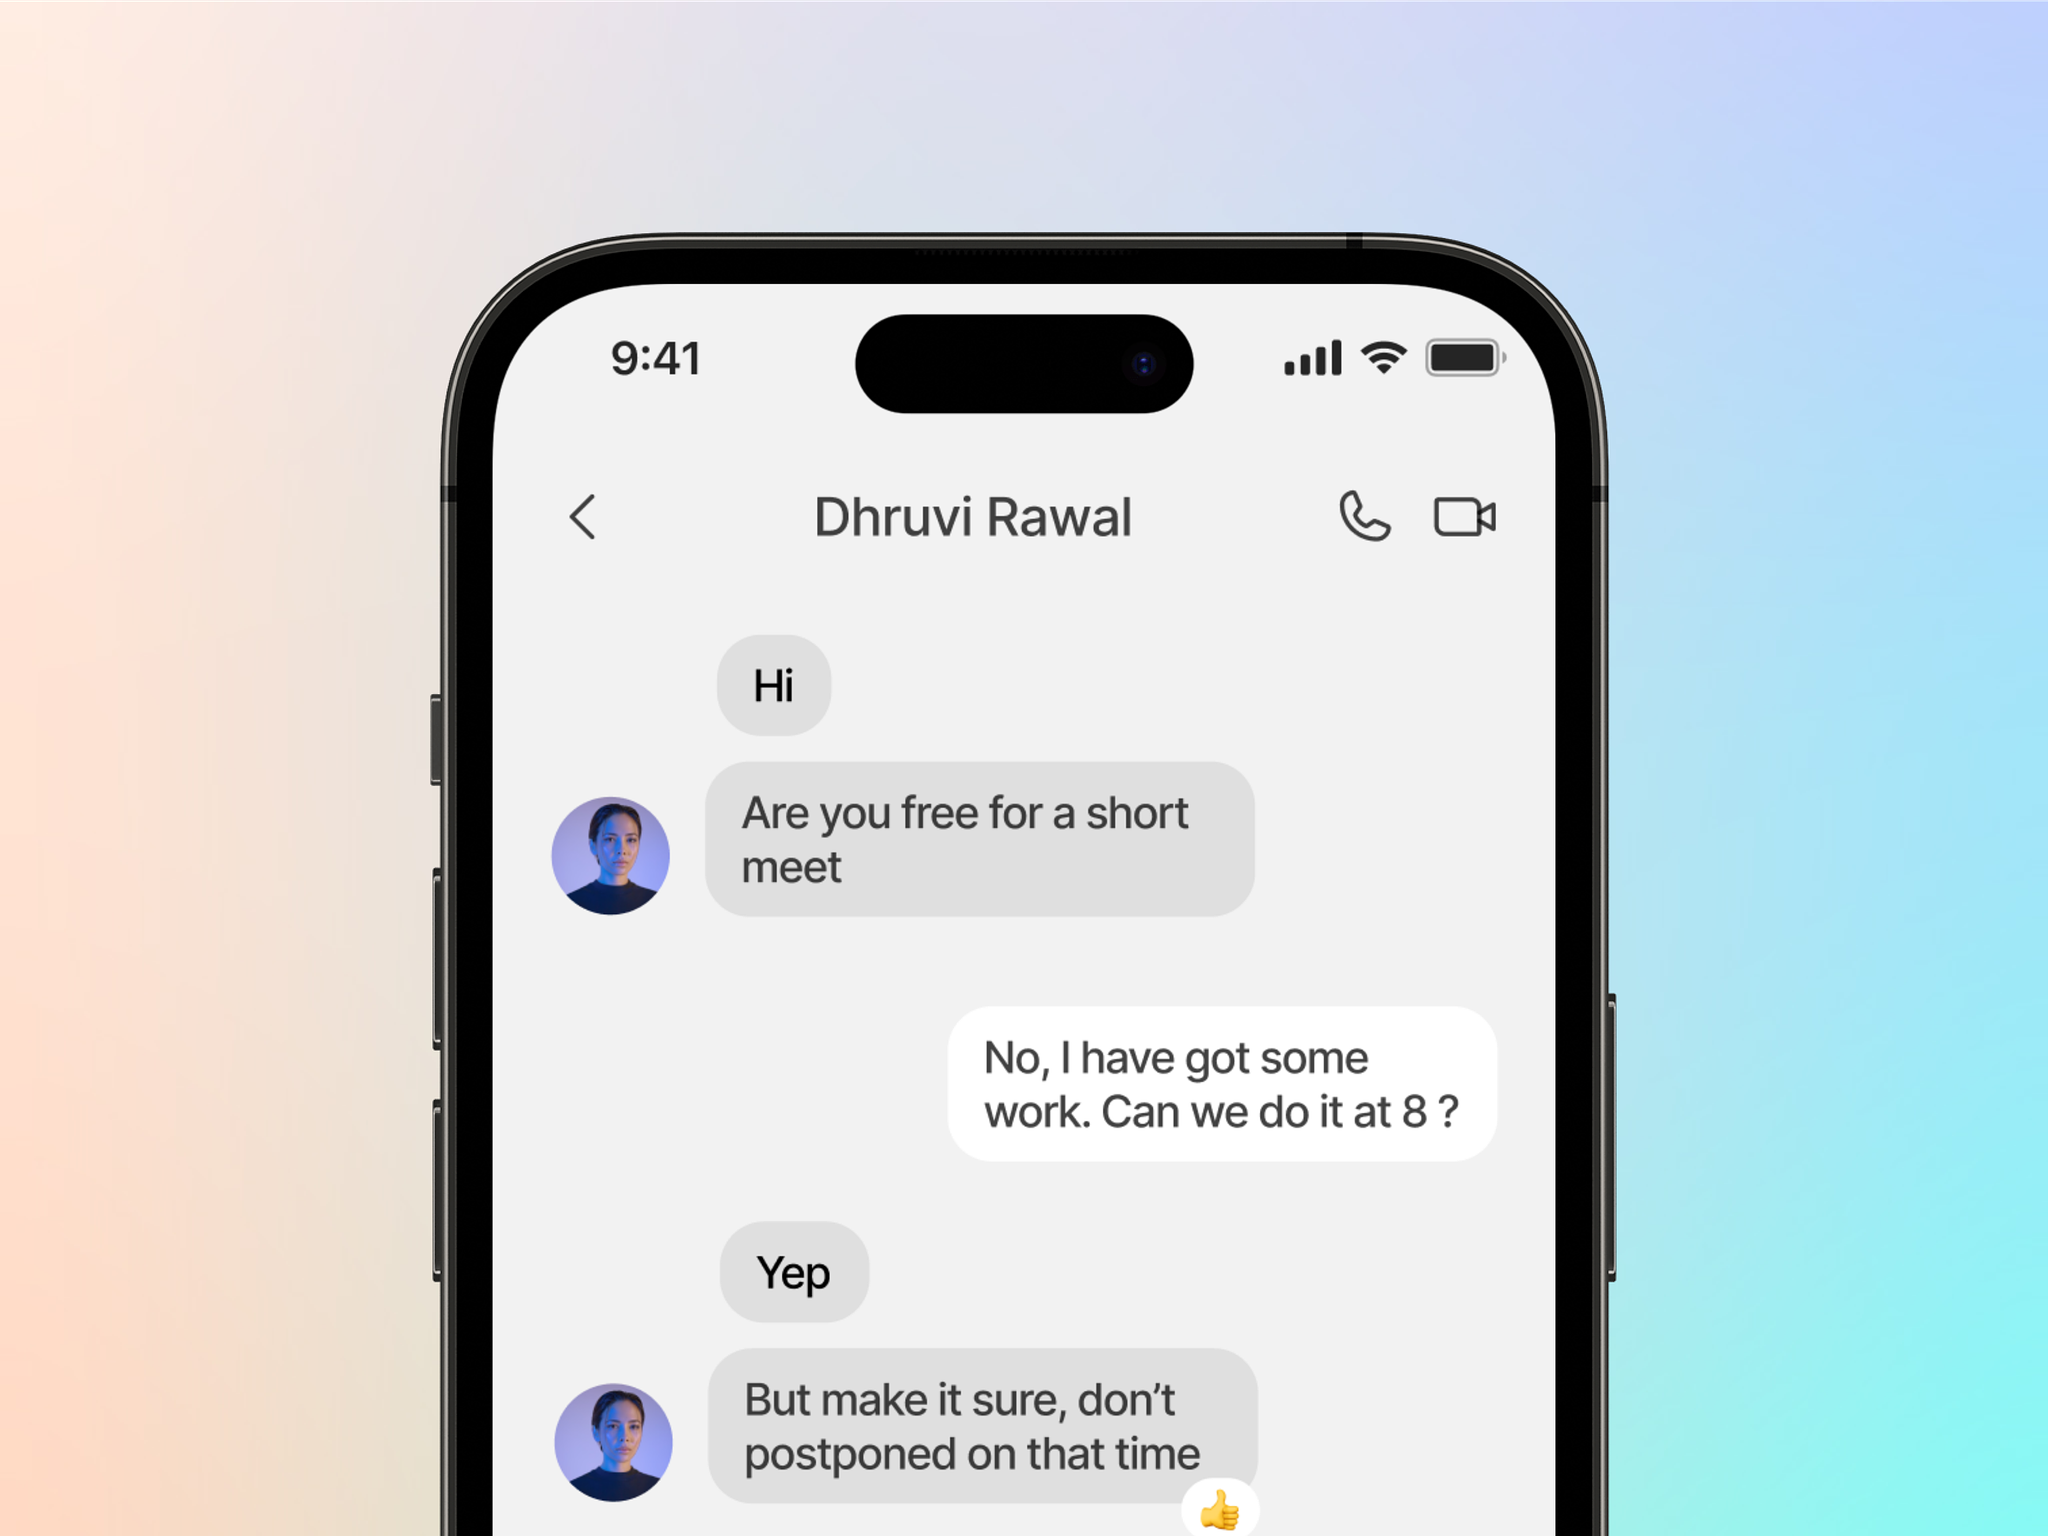 9:41
Dhruvi Rawal
Hi
Are you free for a short
meet
No, I have got some
work. Can we do it at 8 ?
Yep
But make it sure, don’t
postponed on that time